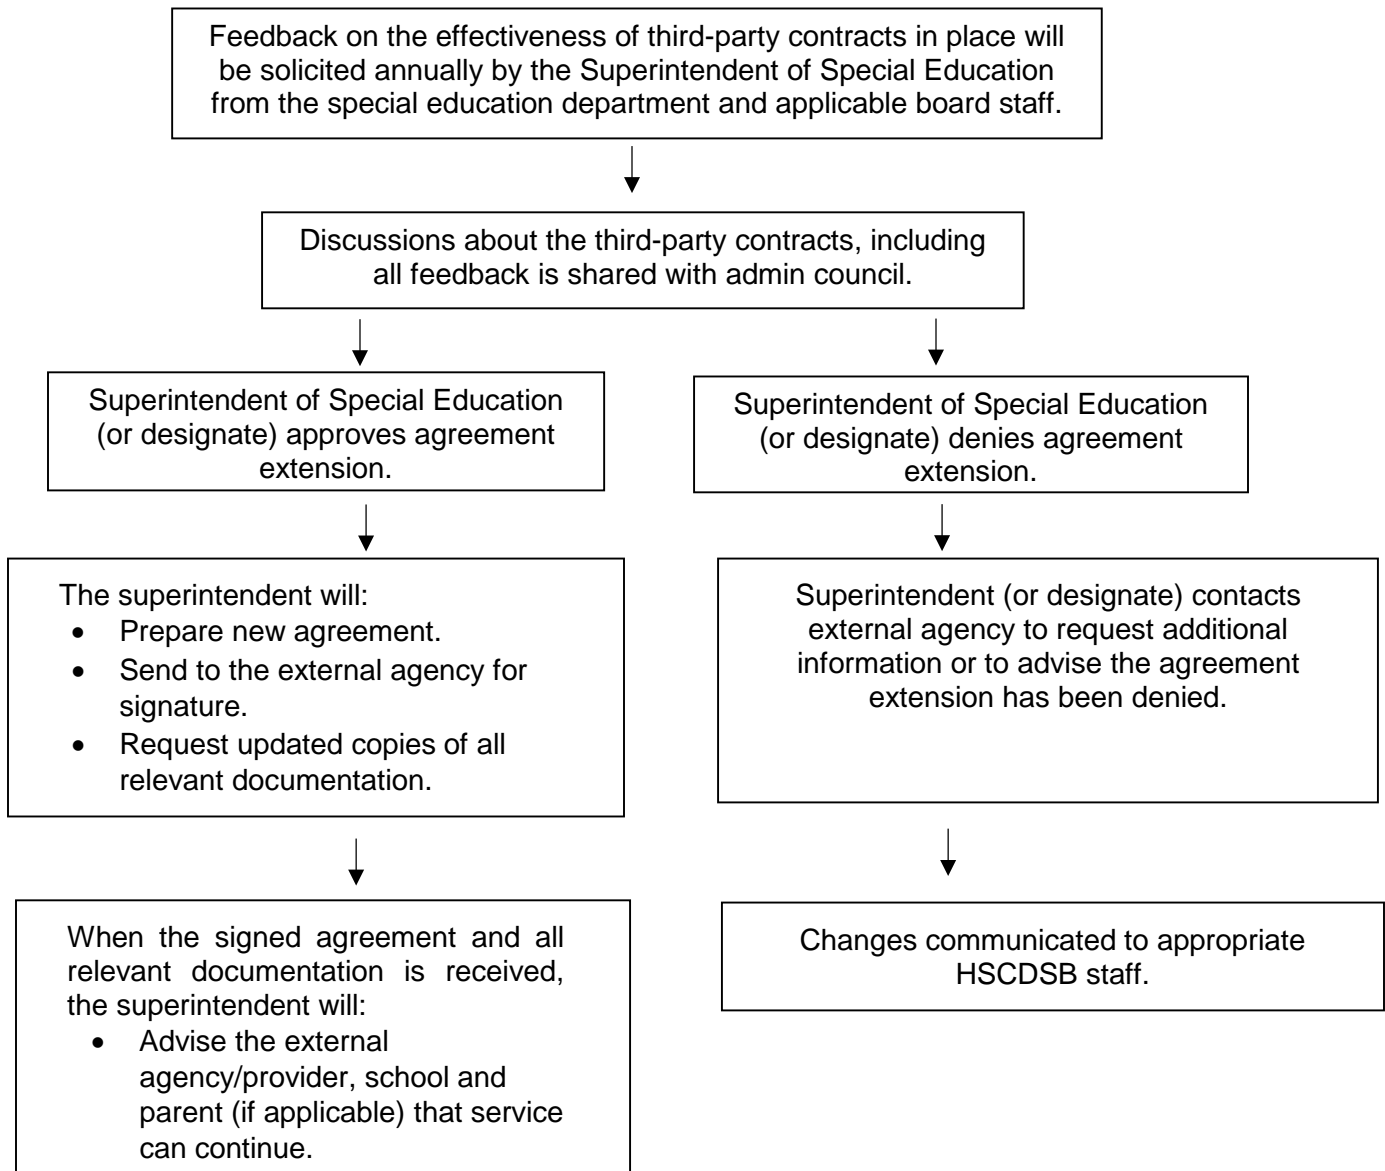 Feedback on the effectiveness of third-party contracts in place will
be solicited annually by the Superintendent of Special Education
from the special education department and applicable board staff.
Discussions about the third-party contracts, including
all feedback is shared with admin council.
Superintendent of Special Education
(or designate) approves agreement
extension.
Superintendent of Special Education
(or designate) denies agreement
extension.
The superintendent will:
• Prepare new agreement.
• Send to the external agency for
signature.
• Request updated copies of all
relevant documentation.
Superintendent (or designate) contacts
external agency to request additional
information or to advise the agreement
extension has been denied.
When the signed agreement and all
relevant documentation is received,
the superintendent will:
• Advise the external
agency/provider, school and
parent (if applicable) that service
can continue.
Changes communicated to appropriate
HSCDSB staff.